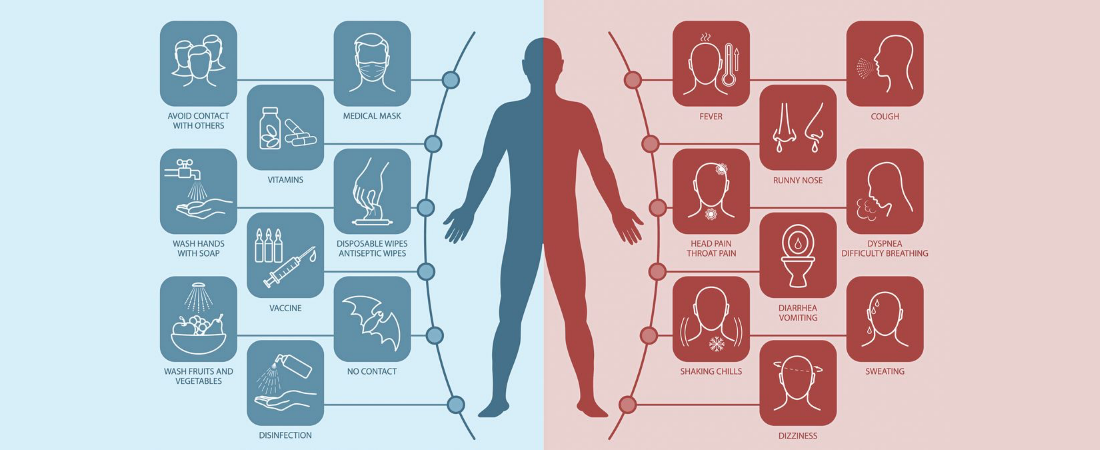 AVOID CONTACT
WITH OTHERS
MEDICAL MASK
VITAMINS
WASH HANDS
WITH SOAP
DISPOSABLE WIPES
ANTISEPTIC WIPES
VACCINE
WASH FRUITS AND
VEGETABLES
NO CONTACT
DISINFECTION
FEVER
COUGH
RUNNY NOSE
HEAD PAIN
THROAT PAIN
DYSPNEA
DIFFICULTY BREATHING
DIARRHEA
VOMITING
SHAKING CHILLS
SWEATING
DIZZINESS